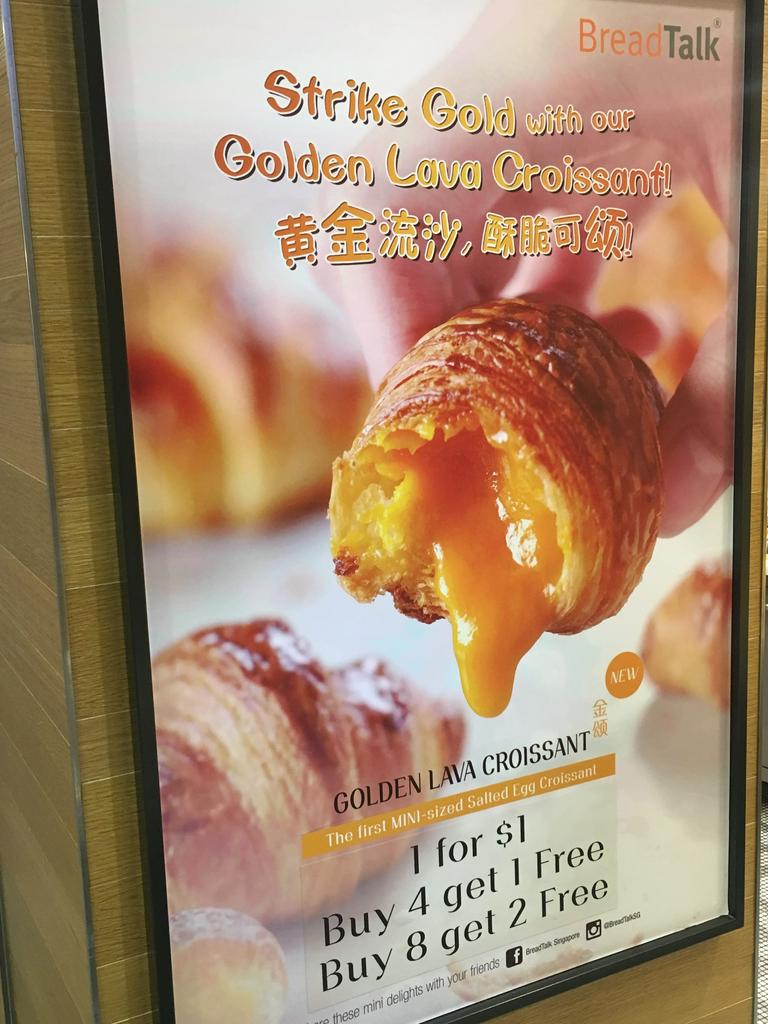 BreadTalk®
Strike Gold with our
Golden Lava Croissant!
黄金流沙，酥脆可颂!
NEW
金颂
GOLDEN LAVA CROISSANT
The first MINI-sized Salted Egg Croissant
1 for $1
Buy 4 get 1 Free
Buy 8 get 2 Free
these mini delights with your friends
BreadTalk Singapore
@BreadTalkSG